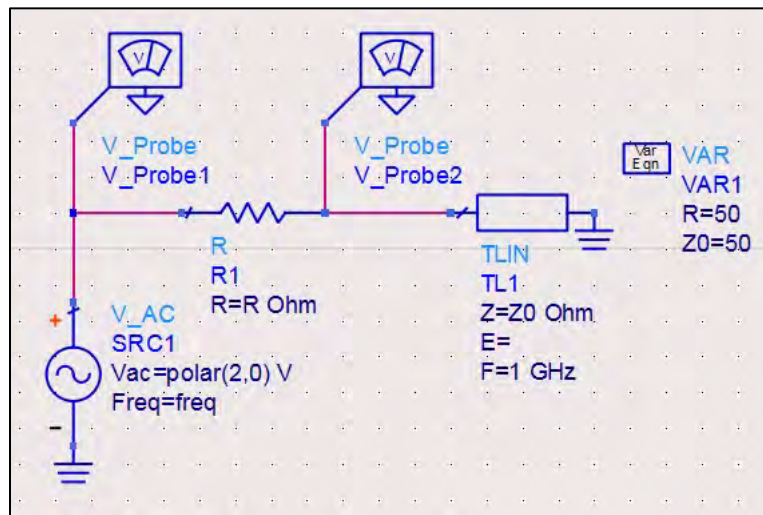 V
V
V_Probe
V_Probe1
V_Probe
V_Probe2
Var
Eqn
VAR
VAR1
R=50
Z0=50
R
R1
R=R Ohm
TLIN
TL1
Z=Z0 Ohm
E=
F=1 GHz
+
V_AC
SRC1
Vac=polar(2,0) V
Freq=freq
-